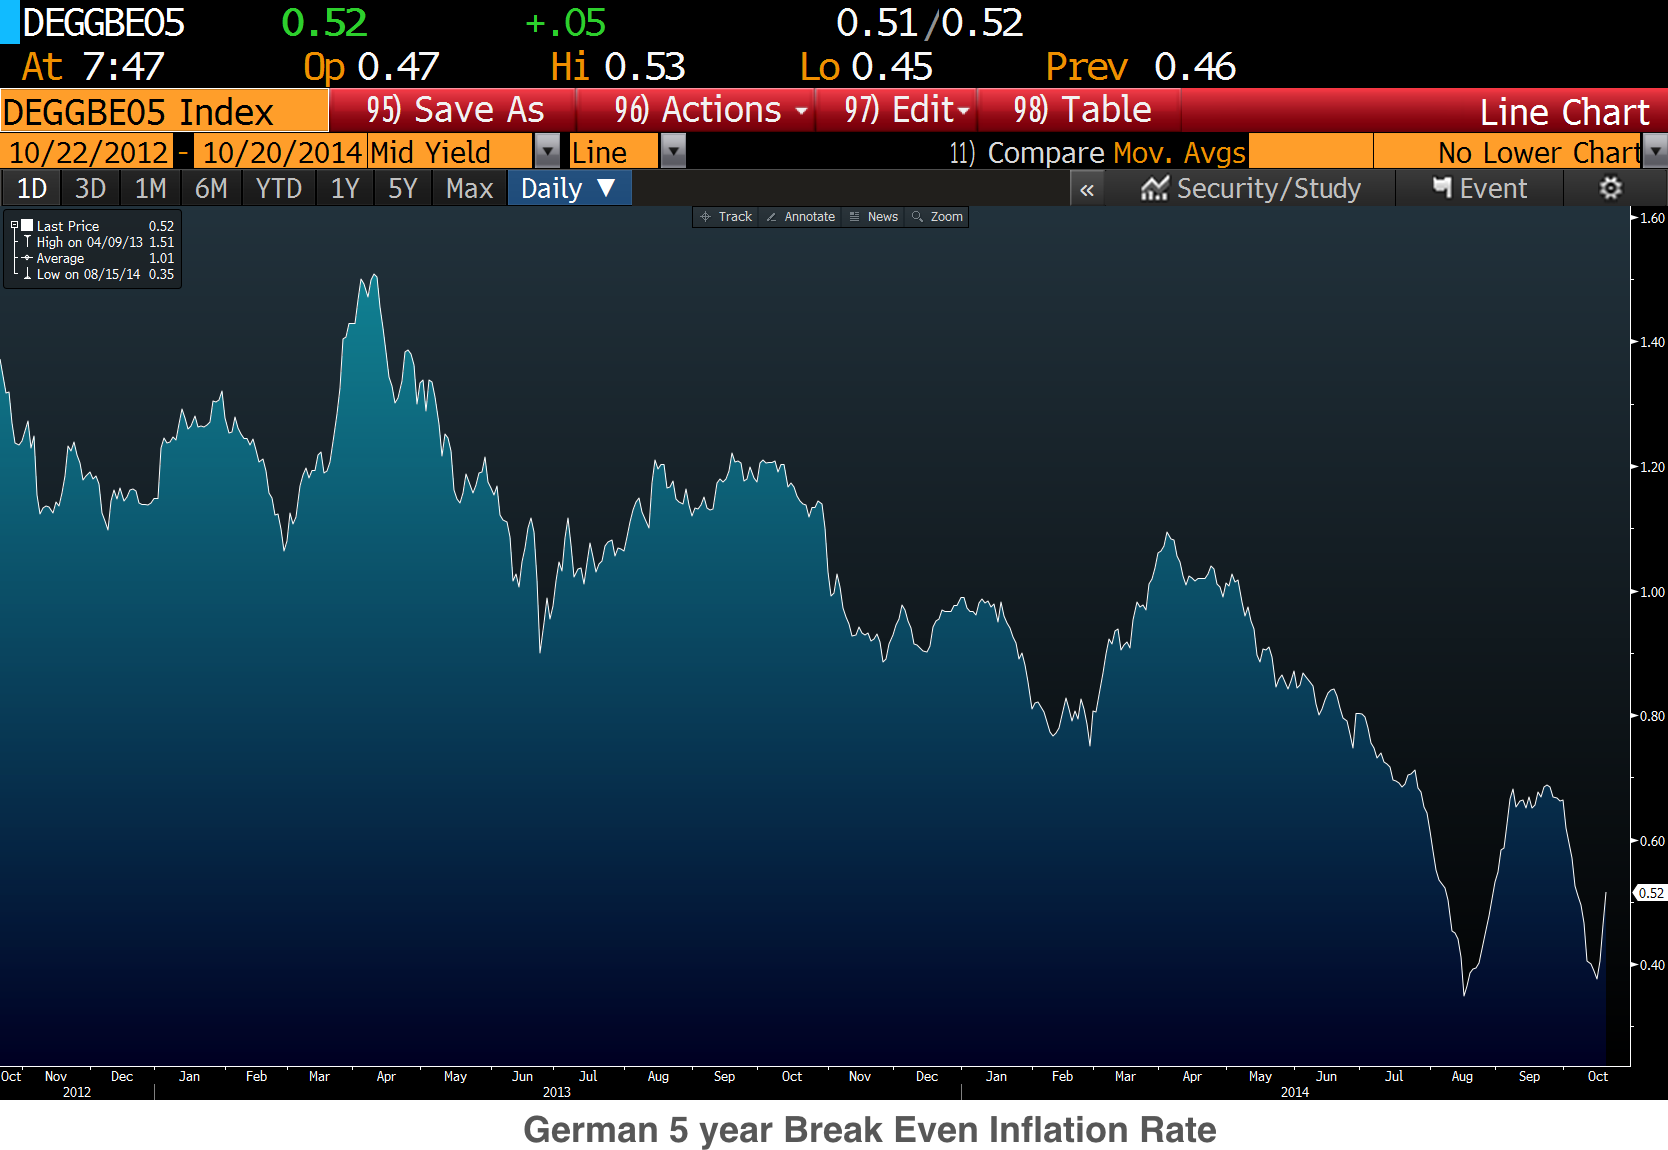 DEGGBE05 0.52 +.05 0.51/0.52
At 7:47 Op 0.47 Hi 0.53 Lo 0.45 Prev 0.46
DEGGBE05 Index 95) Save As 96) Actions 97) Edit 98) Table Line Chart
10/22/2012 - 10/20/2014 Mid Yield Line 11) Compare Mov. Avgs No Lower Chart
1D 3D 1M 6M YTD 1Y 5Y Max Daily ▼ « Security/Study Event
Track Annotate News Zoom
Last Price 0.52
High on 04/09/13 1.51
Average 1.01
Low on 08/15/14 0.35
1.60
1.40
1.20
1.00
0.80
0.60
0.52
0.40
Oct Nov Dec Jan Feb Mar Apr May Jun Jul Aug Sep Oct Nov Dec Jan Feb Mar Apr May Jun Jul Aug Sep Oct
2012 2013 2014
German 5 year Break Even Inflation Rate